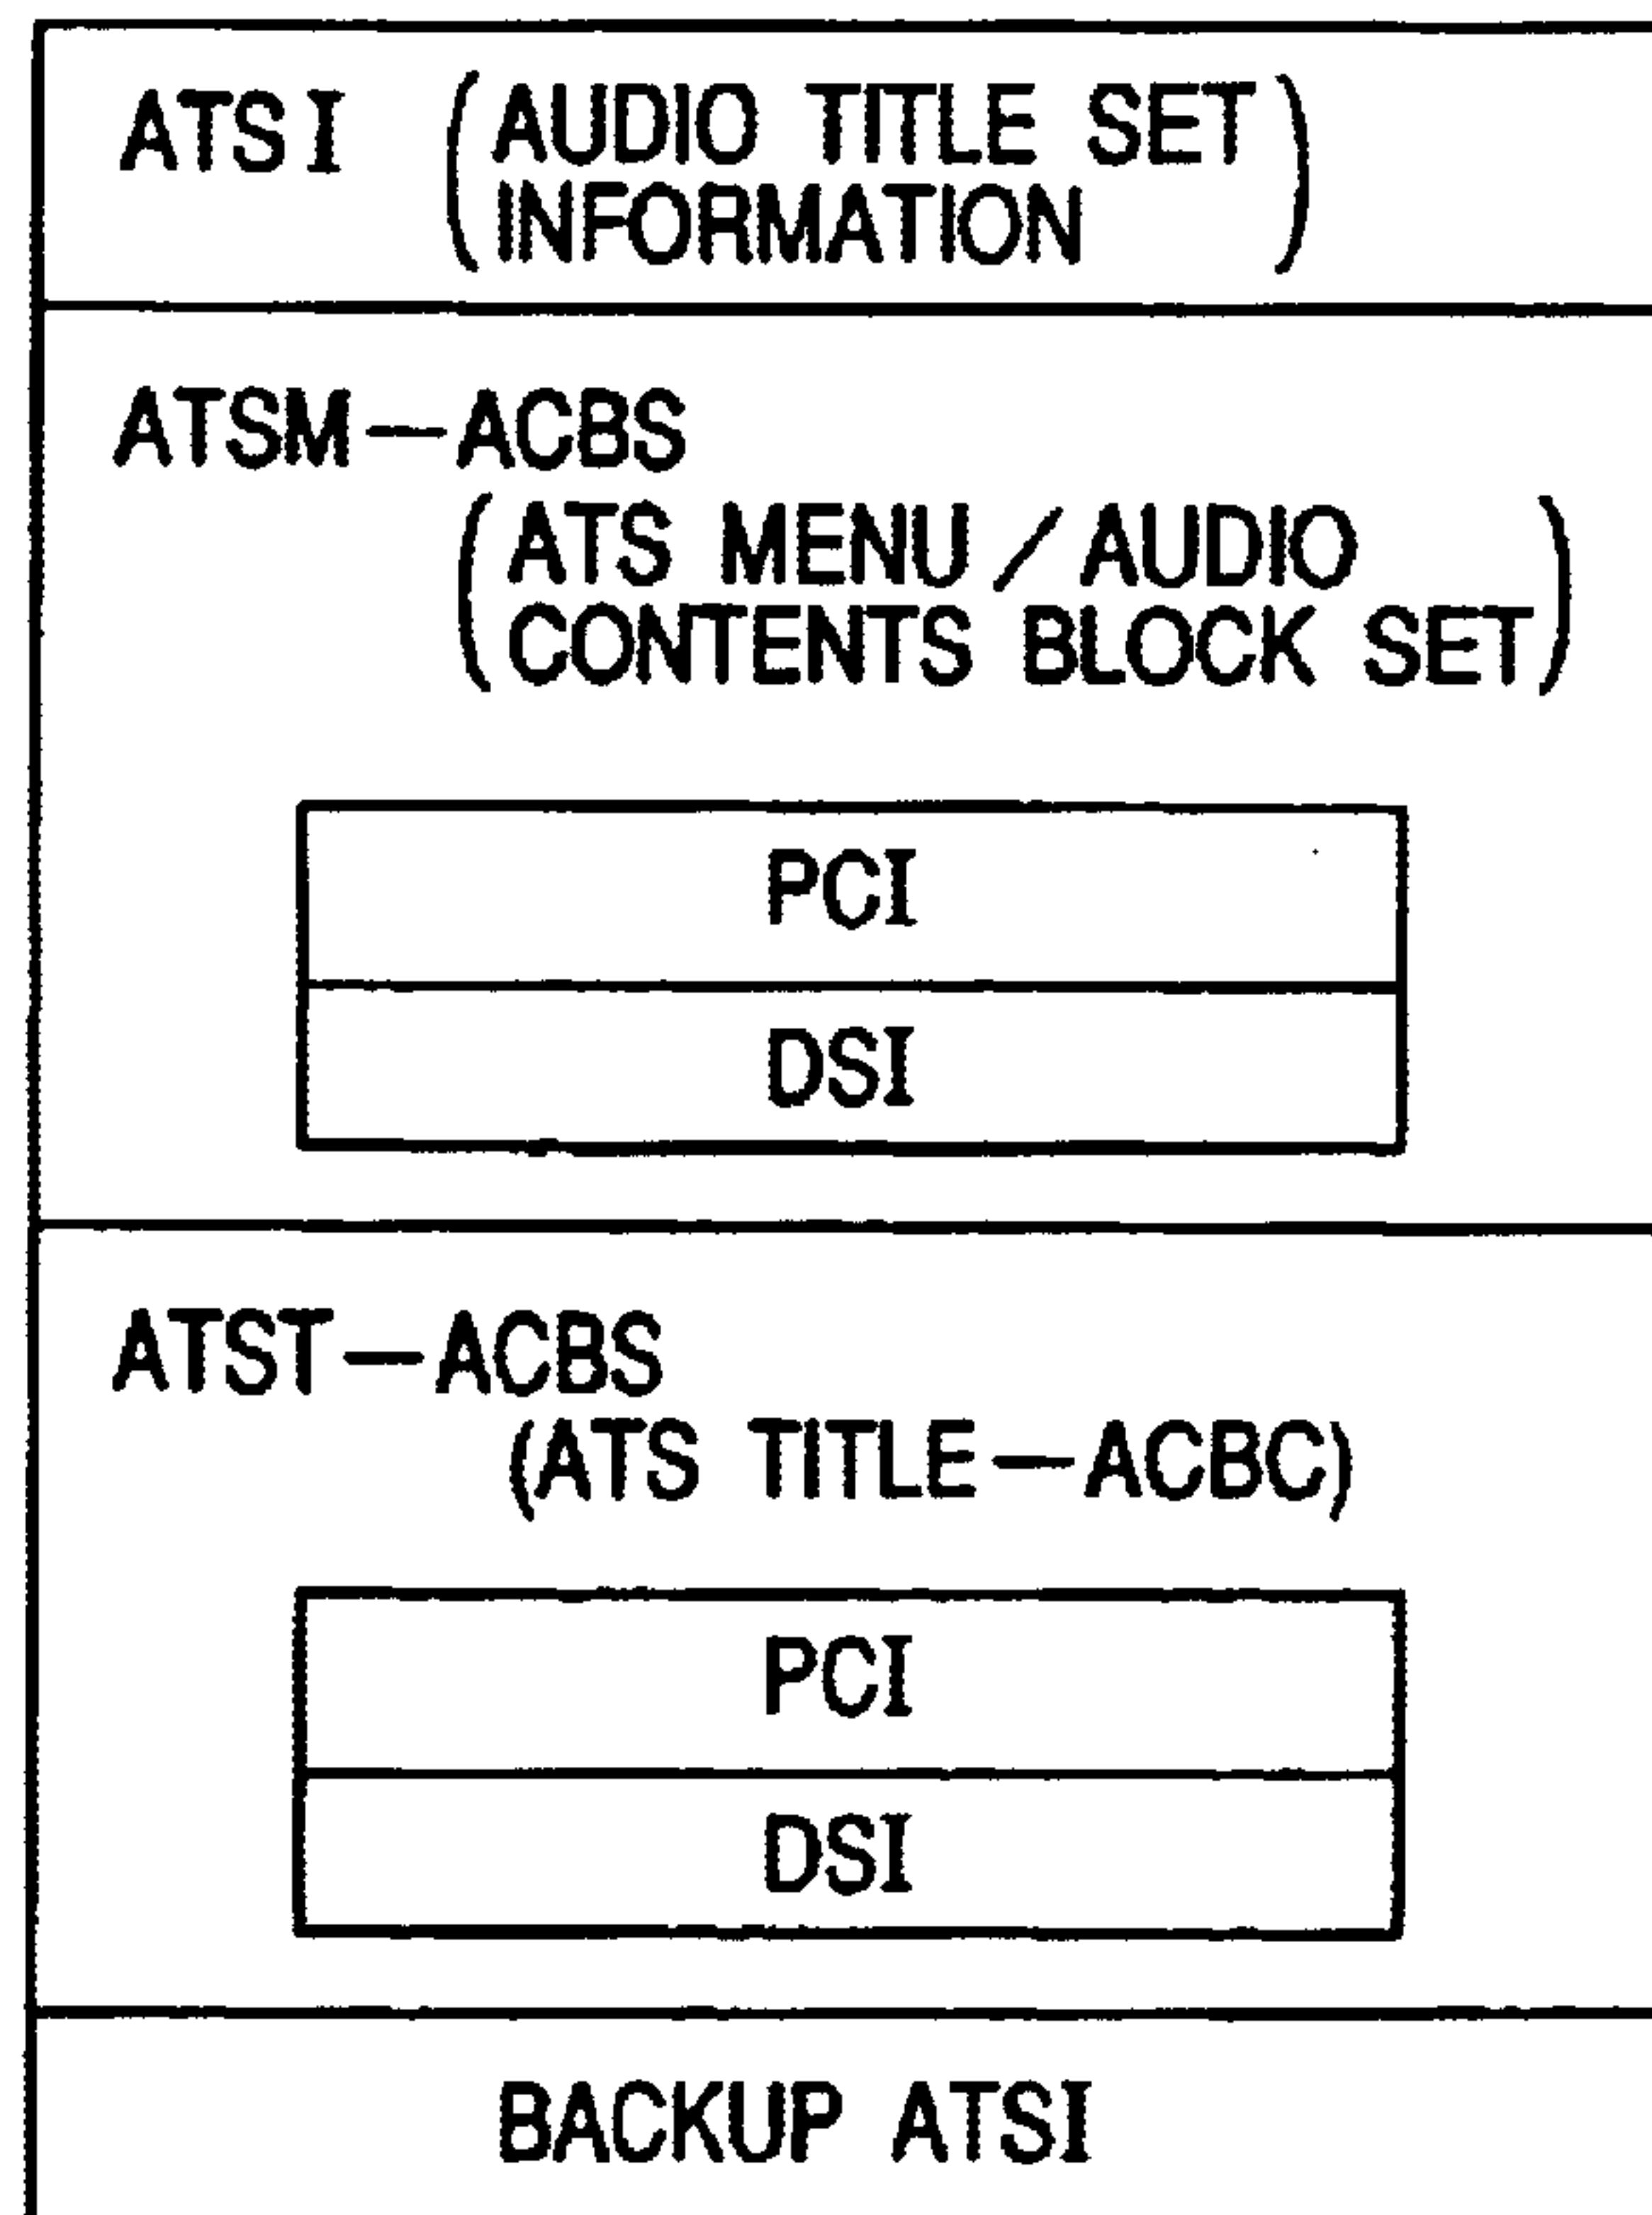 ATSI (AUDIO TITLE SET
INFORMATION)
ATSM—ACBS
(ATS MENU／AUDIO
CONTENTS BLOCK SET)
PCI
DSI
ATST—ACBS
(ATS TITLE—ACBC)
PCI
DSI
BACKUP ATSI